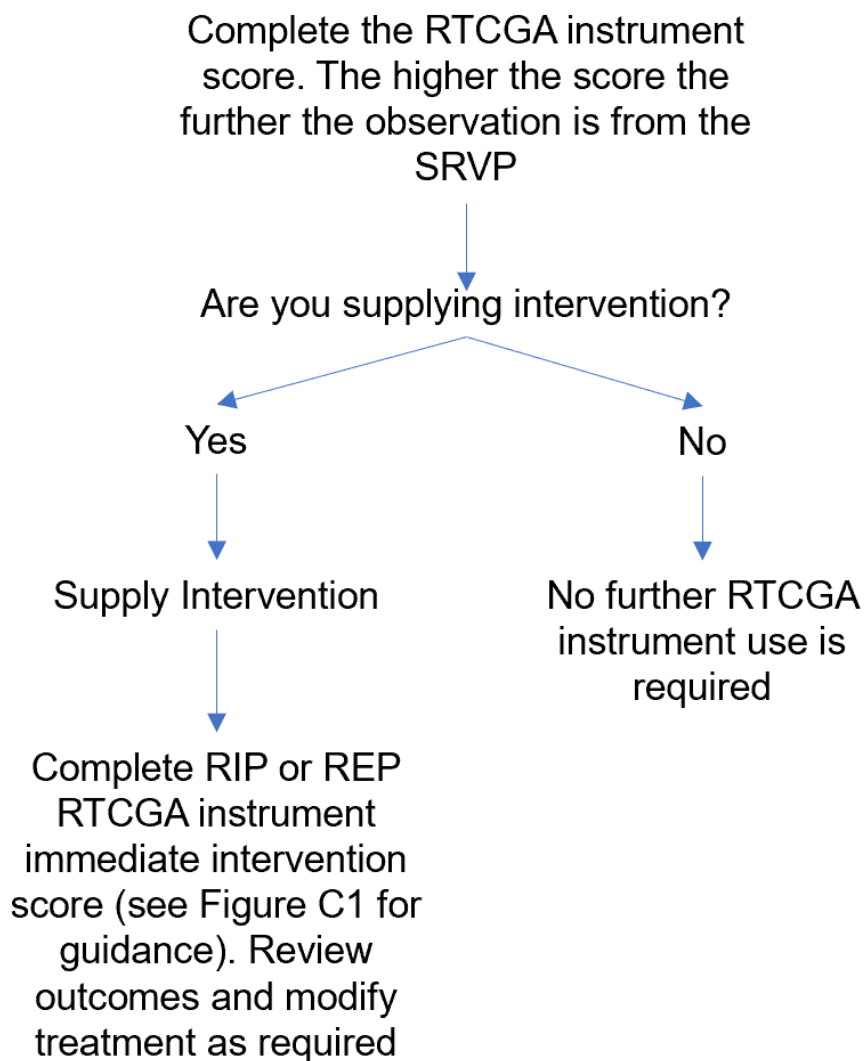 Complete the RTCGA instrument
score. The higher the score the
further the observation is from the
SRVP
Are you supplying intervention?
Yes
No
Supply Intervention
No further RTCGA
instrument use is
required
Complete RIP or REP
RTCGA instrument
immediate intervention
score (see Figure C1 for
guidance). Review
outcomes and modify
treatment as required